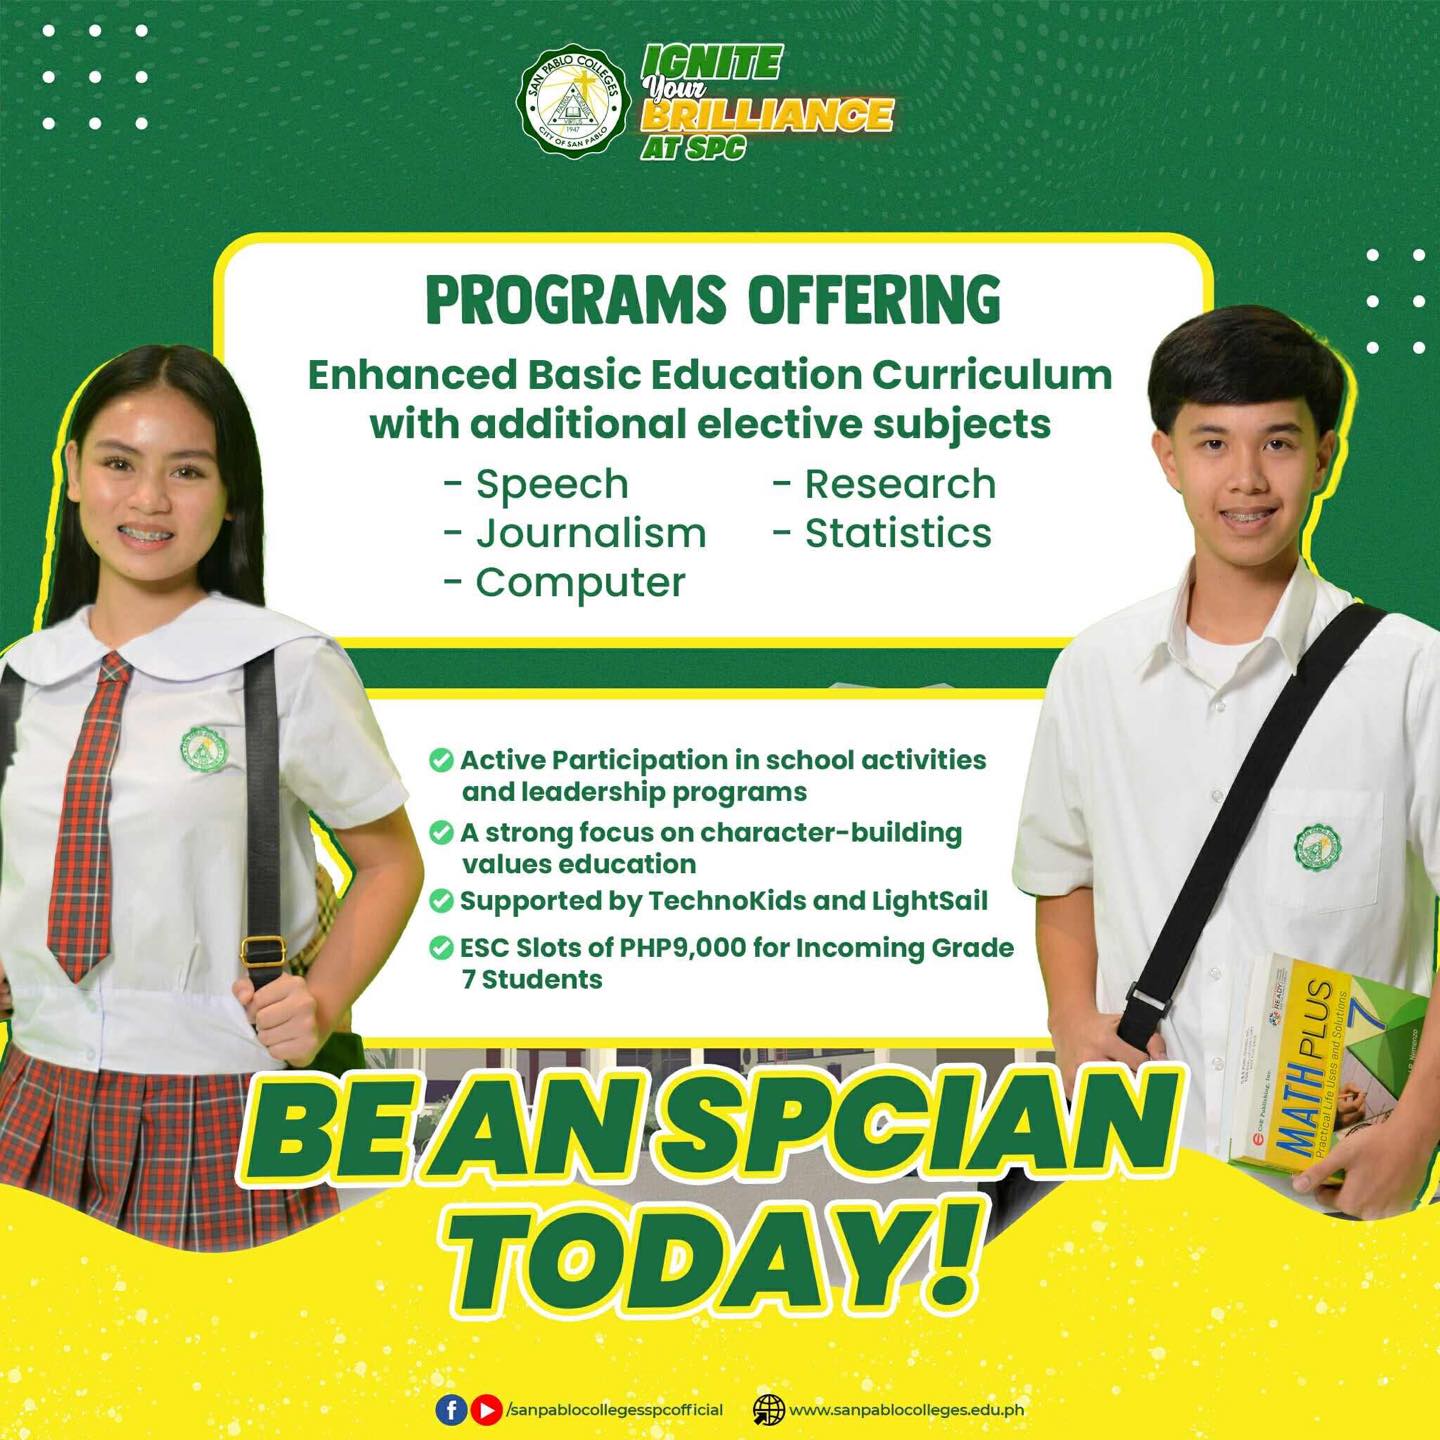 SAN PABLO COLLEGES
VIRTUS
1947
CITY OF SAN PABLO
IGNITE
Your
BRILLIANCE
AT SPC
PROGRAMS OFFERING
Enhanced Basic Education Curriculum
with additional elective subjects
- Speech
- Journalism
- Computer
- Research
- Statistics
Active Participation in school activities
and leadership programs
A strong focus on character-building
values education
Supported by TechnoKids and LightSail
ESC Slots of PHP9,000 for Incoming Grade
7 Students
MATH PLUS 7
Practical Life Uses and Solutions
BE AN SPCIAN
TODAY!
/sanpablocollegesspcofficial
www.sanpablocolleges.edu.ph